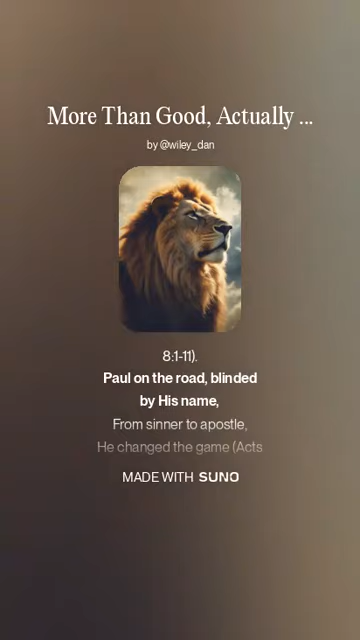 More Than Good, Actually ...
by @wiley_dan
8:1-11).
Paul on the road, blinded
by His name,
From sinner to apostle,
He changed the game (Acts
MADE WITH SUNO